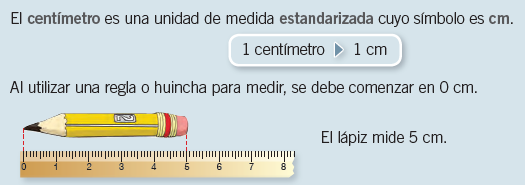 El centímetro es una unidad de medida estandarizada cuyo símbolo es cm.
1 centímetro ▶ 1 cm
Al utilizar una regla o huincha para medir, se debe comenzar en 0 cm.
El lápiz mide 5 cm.
0 1 2 3 4 5 6 7 8